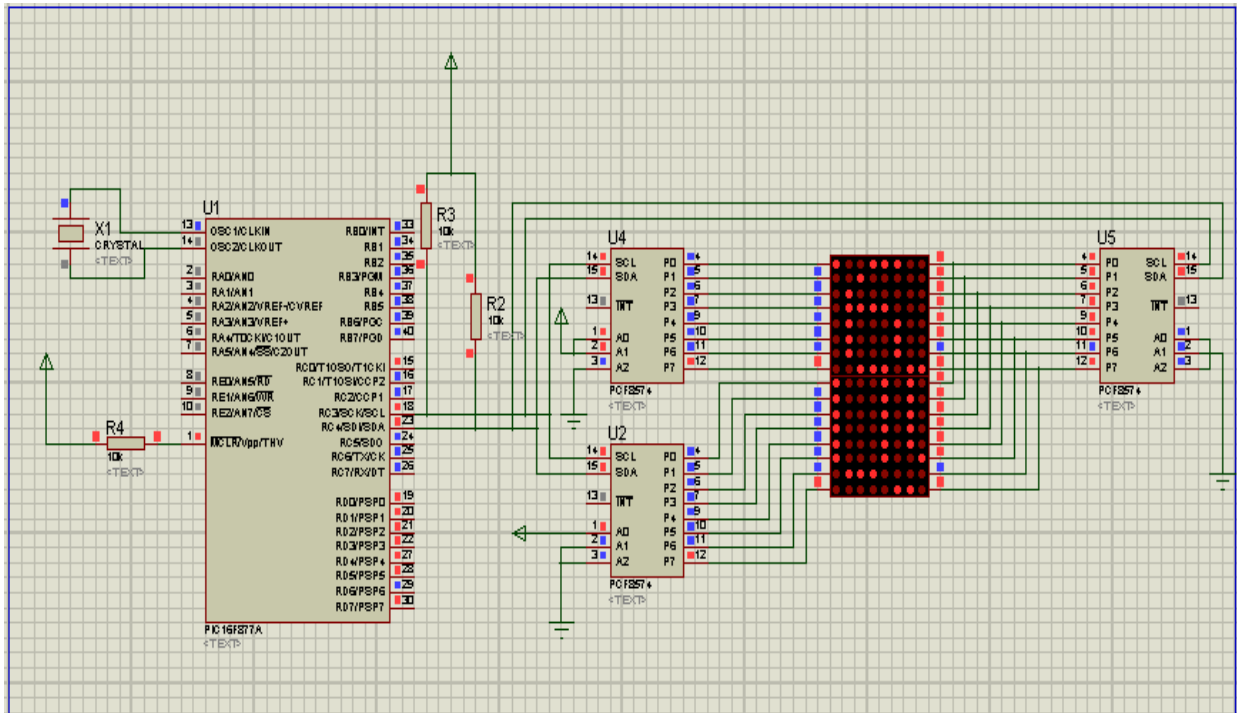 U1
13 OSC1/CLKIN RB0/INT 33
14 OSC2/CLKOUT RB1 34
RB2 35
2 RA0/AN0 RB3/PGM 36
3 RA1/AN1 RB4 37
4 RA2/AN2/VREF-/CVREF RB5 38
5 RA3/AN3/VREF+ RB6/PGC 39
6 RA4/T0CKI/C1OUT RB7/PGD 40
7 RA5/AN4/SS/C2OUT
RC0/T1OSO/T1CKI 15
8 RE0/AN5/RD RC1/T1OSI/CCP2 16
9 RE1/AN6/WR RC2/CCP1 17
10 RE2/AN7/CS RC3/SCK/SCL 18
RC4/SDI/SDA 23
1 MCLR/Vpp/THV RC5/SDO 24
RC6/TX/CK 25
RC7/RX/DT 26
RD0/PSP0 19
RD1/PSP1 20
RD2/PSP2 21
RD3/PSP3 22
RD4/PSP4 27
RD5/PSP5 28
RD6/PSP6 29
RD7/PSP7 30
PIC16F877A
<TEXT>
X1
CRYSTAL
<TEXT>
R4
10k
<TEXT>
R3
10k
<TEXT>
R2
10k
<TEXT>
U4
14 SCL P0 4
15 SDA P1 5
P2 6
13 INT P3 7
P4 9
1 A0 P5 10
2 A1 P6 11
3 A2 P7 12
PCF8574
<TEXT>
U2
14 SCL P0 4
15 SDA P1 5
P2 6
13 INT P3 7
P4 9
1 A0 P5 10
2 A1 P6 11
3 A2 P7 12
PCF8574
<TEXT>
U5
4 P0 SCL 14
5 P1 SDA 15
6 P2
7 P3 INT 13
9 P4
10 P5 A0 1
11 P6 A1 2
12 P7 A2 3
PCF8574
<TEXT>